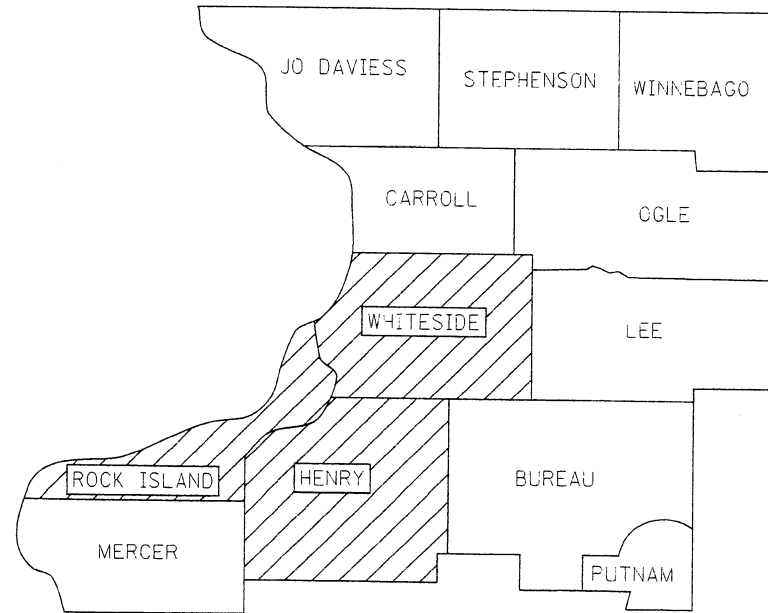 JO DAVIESS
STEPHENSON
WINNEBAGO
CARROLL
OGLE
WHITESIDE
LEE
ROCK ISLAND
HENRY
BUREAU
MERCER
PUTNAM